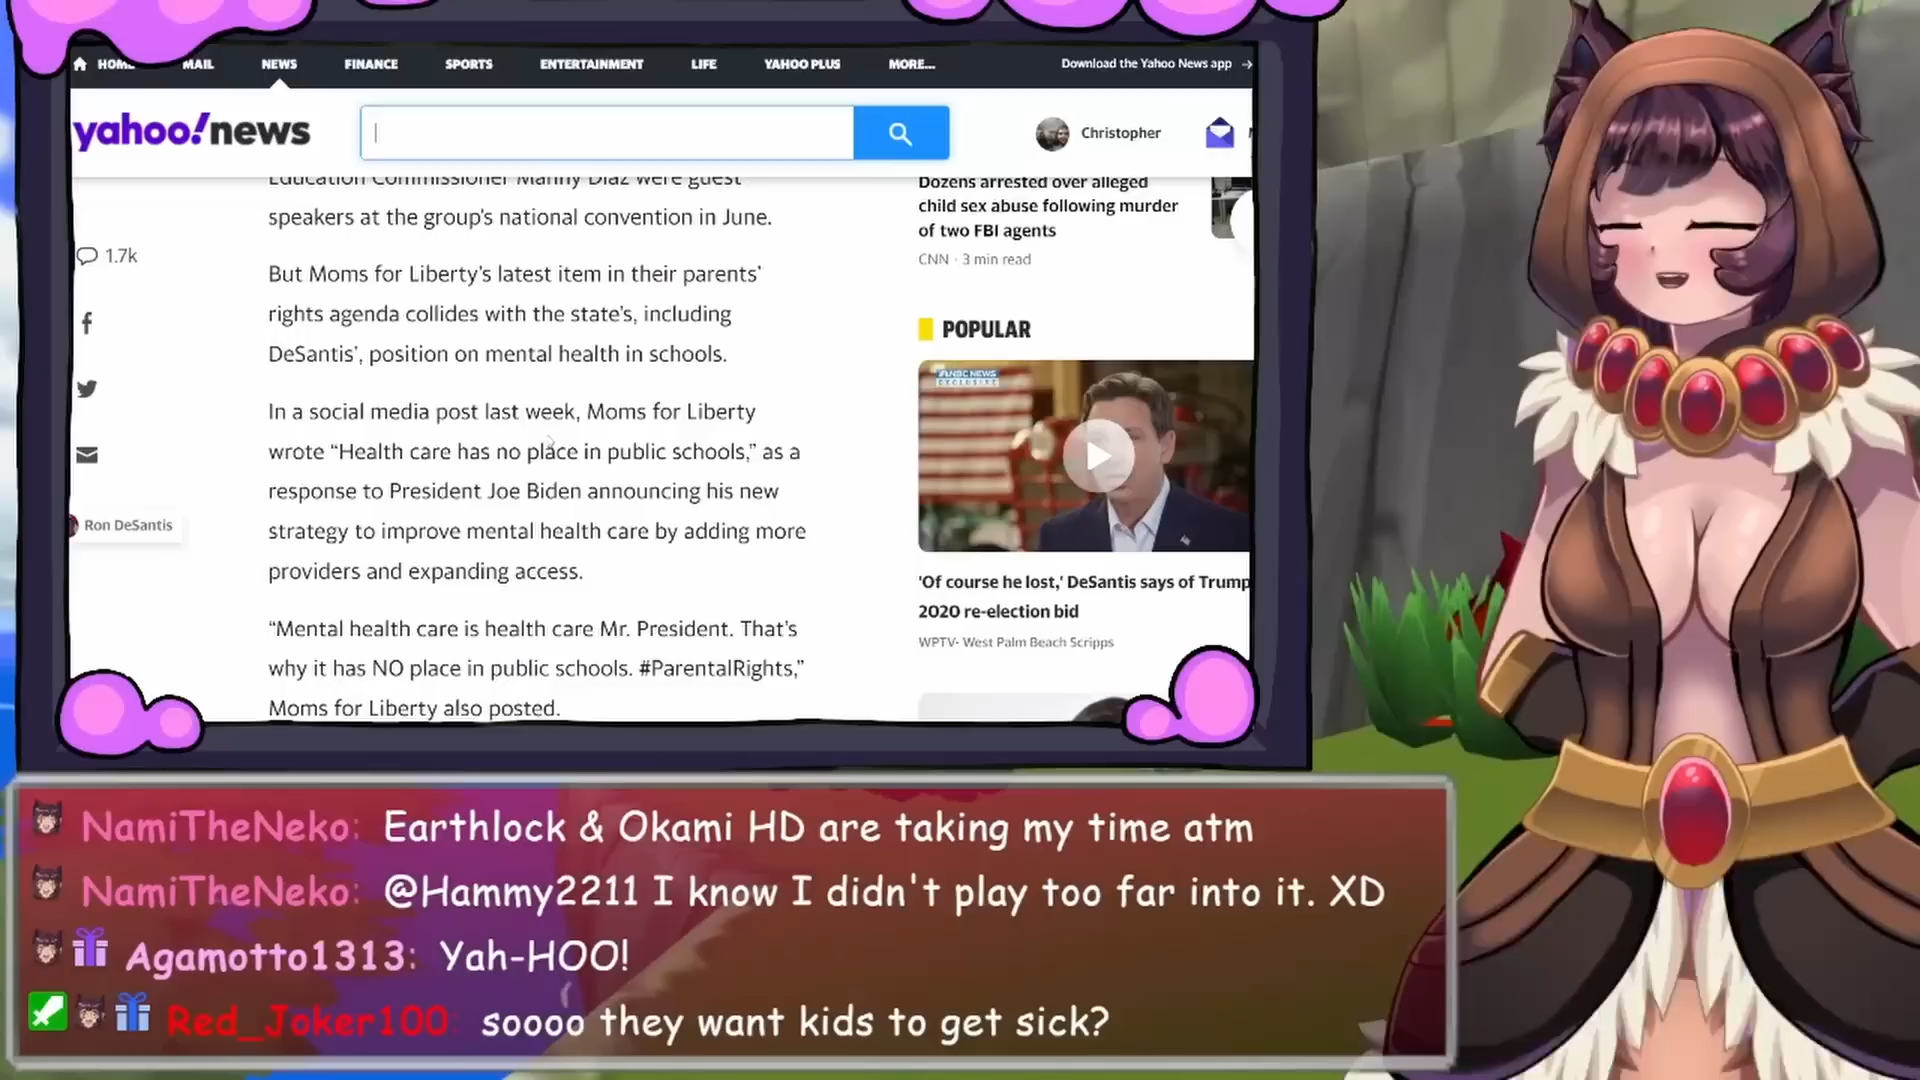 HOME MAIL NEWS FINANCE SPORTS ENTERTAINMENT LIFE YAHOO PLUS MORE... Download the Yahoo News app →
yahoo!news
Christopher
Education Commissioner Manny Diaz were guest
speakers at the group's national convention in June.
1.7k
But Moms for Liberty's latest item in their parents'
rights agenda collides with the state's, including
DeSantis', position on mental health in schools.
In a social media post last week, Moms for Liberty
wrote “Health care has no place in public schools,” as a
response to President Joe Biden announcing his new
strategy to improve mental health care by adding more
providers and expanding access.
“Mental health care is health care Mr. President. That's
why it has NO place in public schools. #ParentalRights,”
Moms for Liberty also posted.
Ron DeSantis
Dozens arrested over alleged
child sex abuse following murder
of two FBI agents
CNN · 3 min read
POPULAR
NBC NEWS
EXCLUSIVE
'Of course he lost,' DeSantis says of Trump
2020 re-election bid
WPTV- West Palm Beach Scripps
NamiTheNeko: Earthlock & Okami HD are taking my time atm
NamiTheNeko: @Hammy2211 I know I didn't play too far into it. XD
Agamotto1313: Yah-HOO!
Red_Joker100: soooo they want kids to get sick?